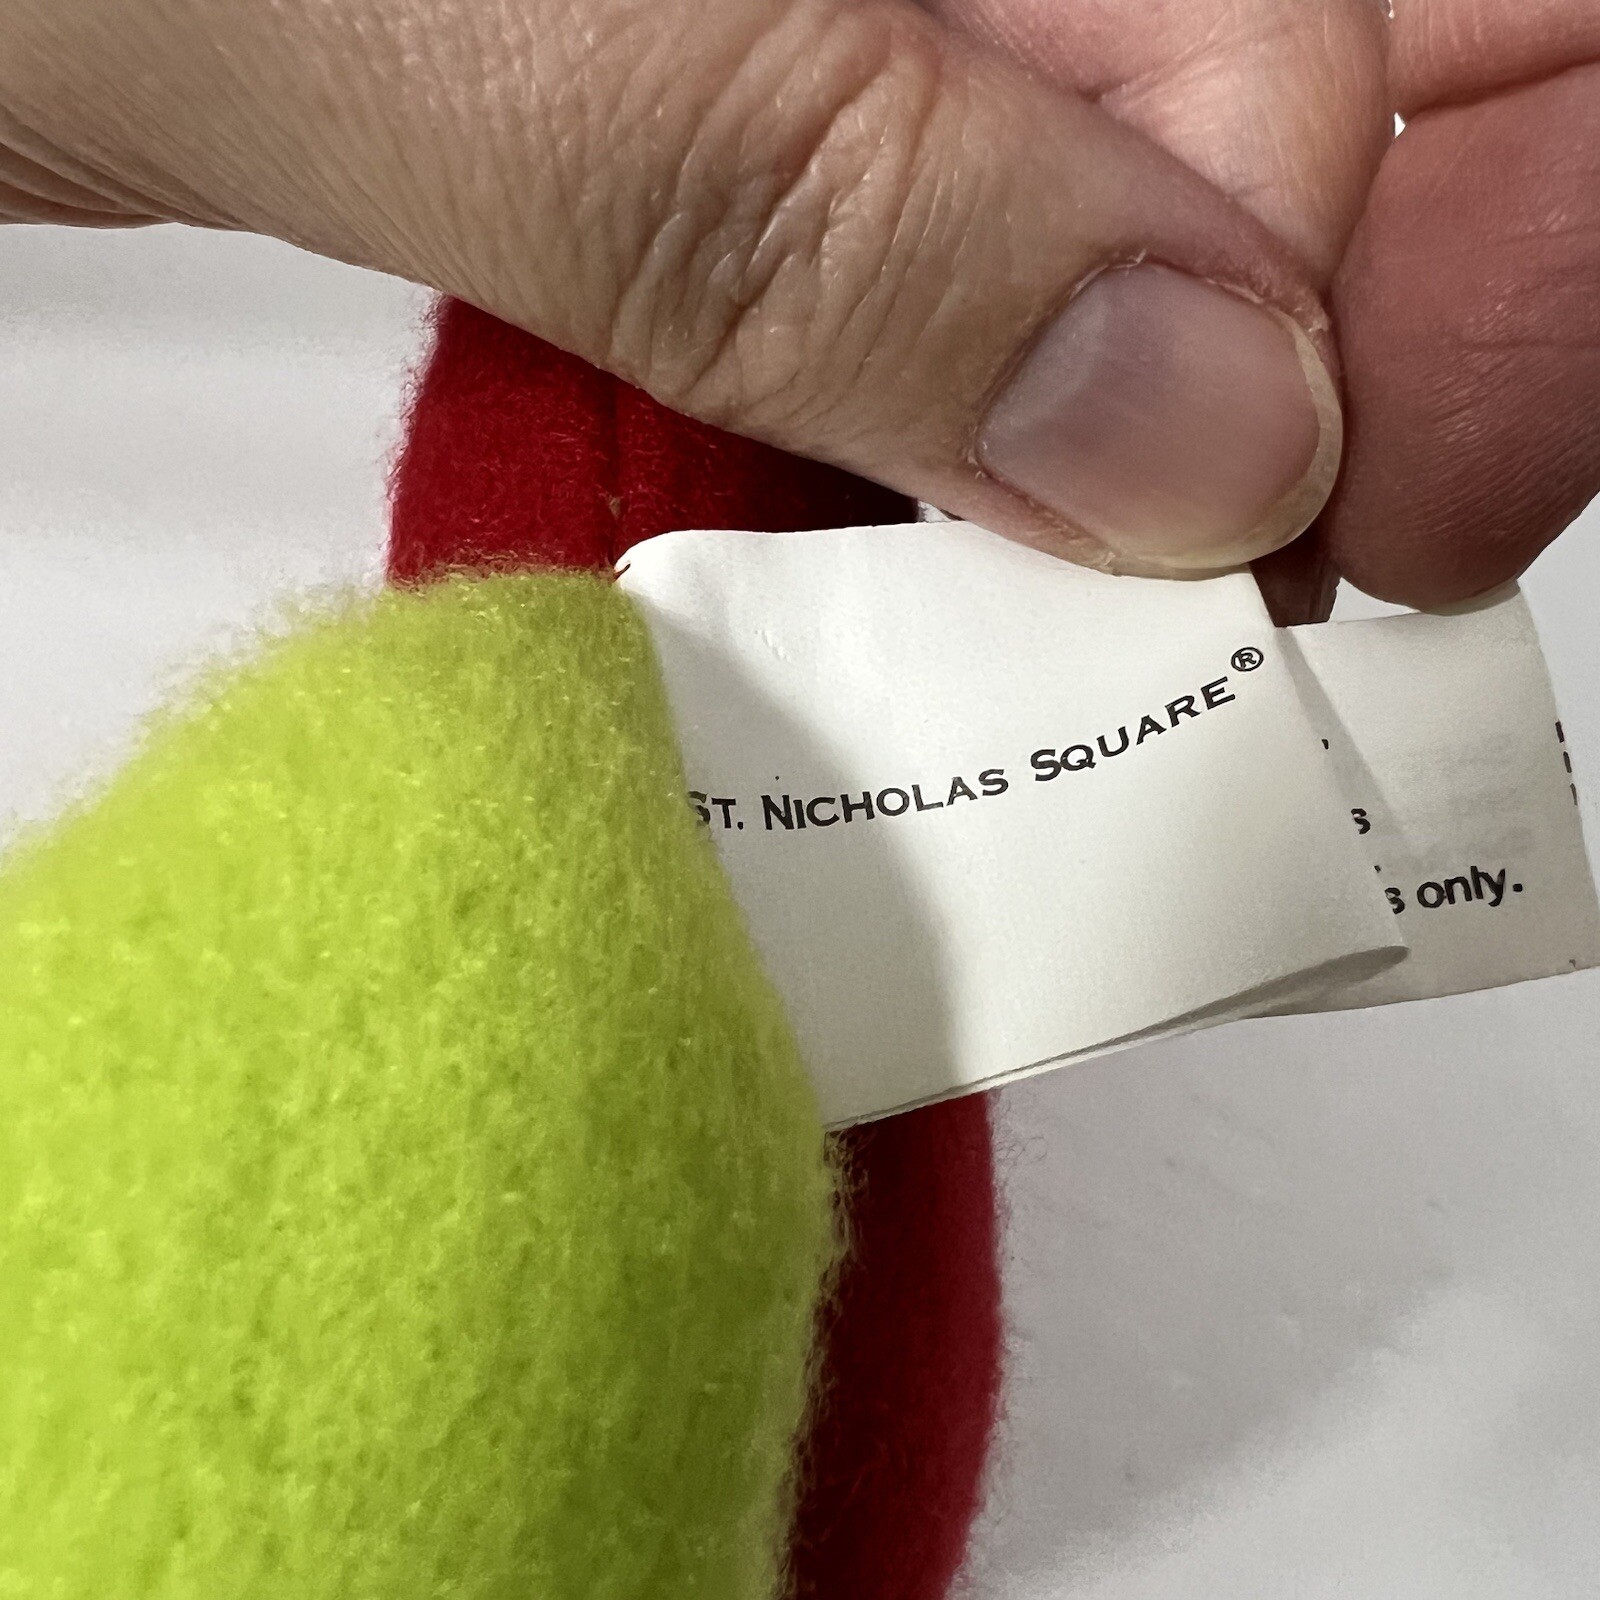 ST. NICHOLAS SQUARE®
s
s only.